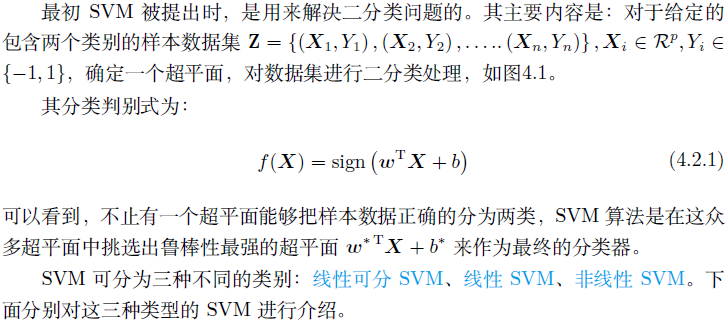 最初 SVM 被提出时，是用来解决二分类问题的。其主要内容是：对于给定的
包含两个类别的样本数据集 Z = {(X₁, Y₁) , (X₂, Y₂) , ..... (Xₙ, Yₙ)} , Xᵢ ∈ ℛᵖ, Yᵢ ∈
{−1, 1}，确定一个超平面，对数据集进行二分类处理，如图4.1。
其分类判别式为：
f(X) = sign (wᵀX + b) (4.2.1)
可以看到，不止有一个超平面能够把样本数据正确的分为两类，SVM 算法是在这众
多超平面中挑选出鲁棒性最强的超平面 w*ᵀX + b* 来作为最终的分类器。
SVM 可分为三种不同的类别：线性可分 SVM、线性 SVM、非线性 SVM。下
面分别对这三种类型的 SVM 进行介绍。